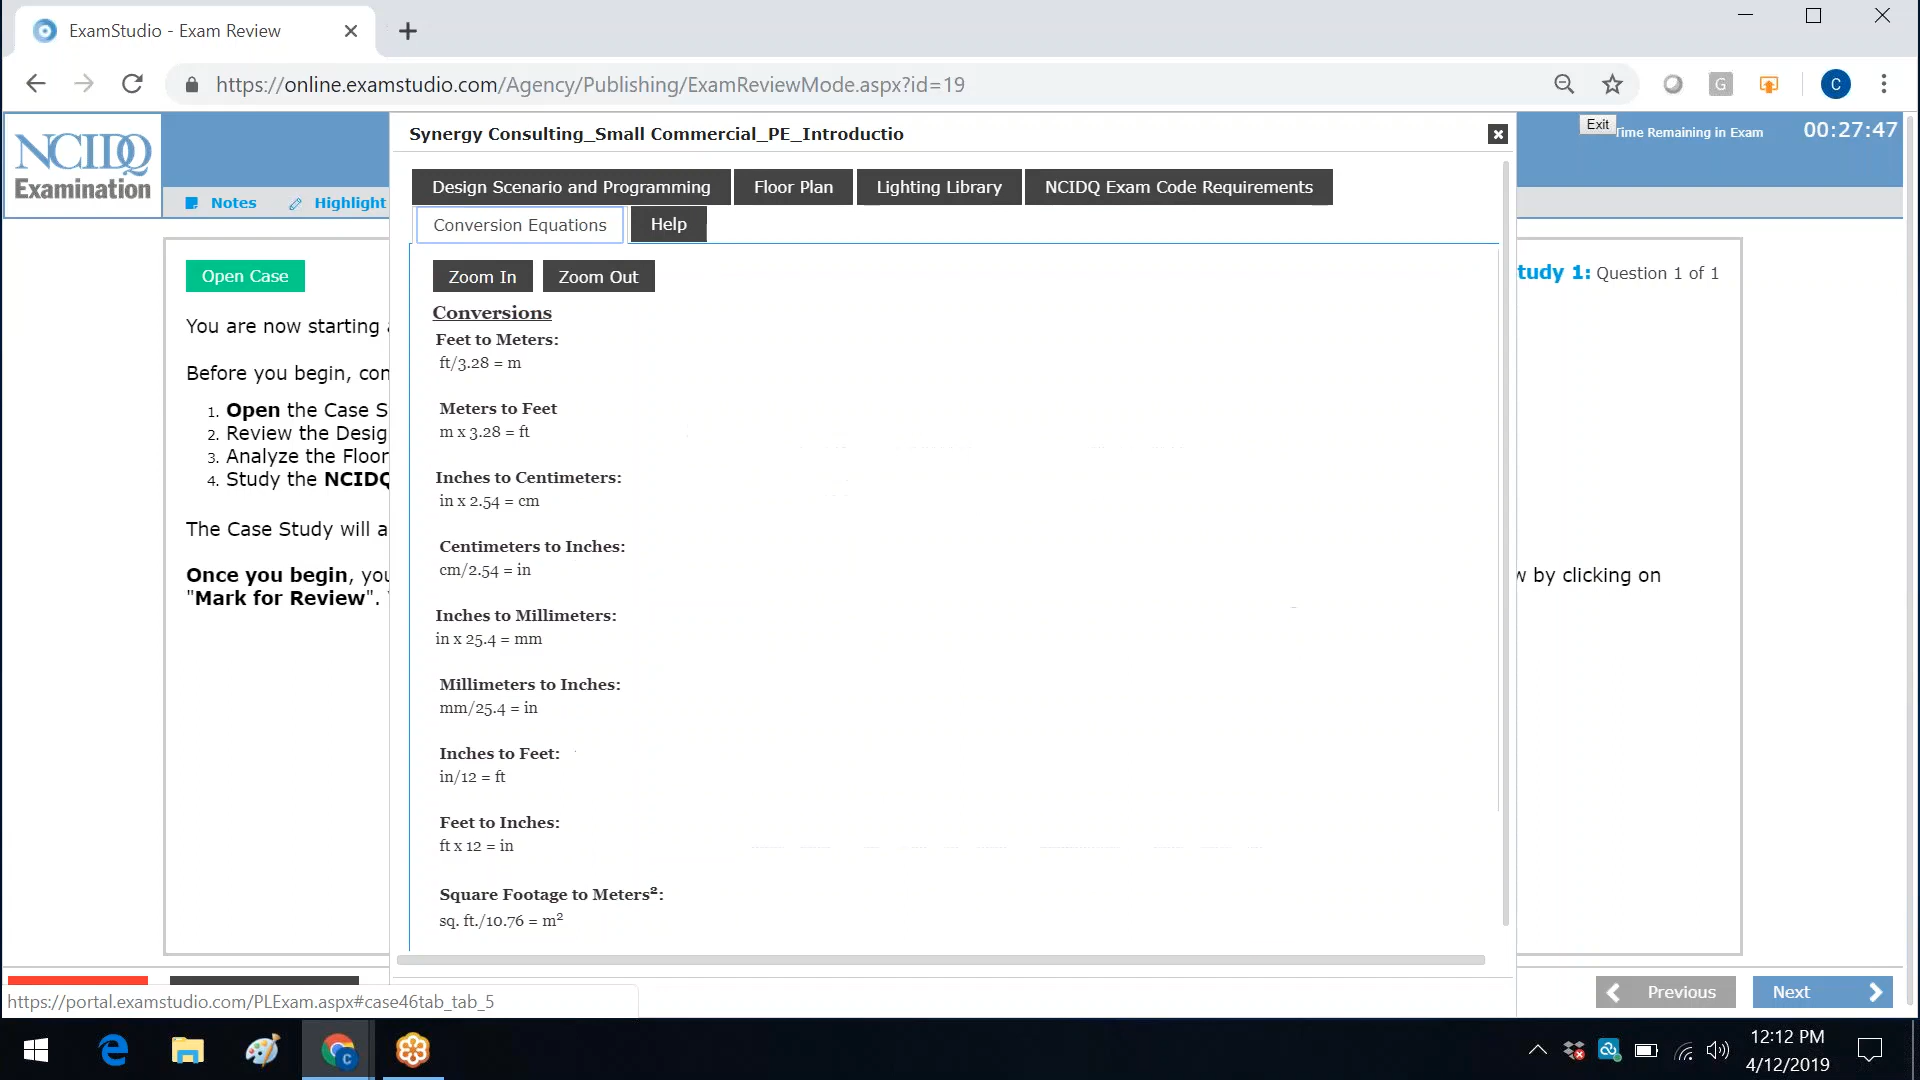 ExamStudio - Exam Review
https://online.examstudio.com/Agency/Publishing/ExamReviewMode.aspx?id=19
G
C
NCIDQ
Examination
Notes
Highlight
Synergy Consulting_Small Commercial_PE_Introductio
Exit
Time Remaining in Exam
00:27:47
Design Scenario and Programming
Floor Plan
Lighting Library
NCIDQ Exam Code Requirements
Conversion Equations
Help
Open Case
tudy 1: Question 1 of 1
Zoom In
Zoom Out
Conversions
Feet to Meters:
ft/3.28 = m
Meters to Feet
m x 3.28 = ft
Inches to Centimeters:
in x 2.54 = cm
Centimeters to Inches:
cm/2.54 = in
Inches to Millimeters:
in x 25.4 = mm
Millimeters to Inches:
mm/25.4 = in
Inches to Feet:
in/12 = ft
Feet to Inches:
ft x 12 = in
Square Footage to Meters²:
sq. ft./10.76 = m²
You are now starting
Before you begin, con
1. Open the Case S
2. Review the Desig
3. Analyze the Floor
4. Study the NCIDQ
The Case Study will a
Once you begin, you
w by clicking on
"Mark for Review".
https://portal.examstudio.com/PLExam.aspx#case46tab_tab_5
Previous
Next
12:12 PM
4/12/2019